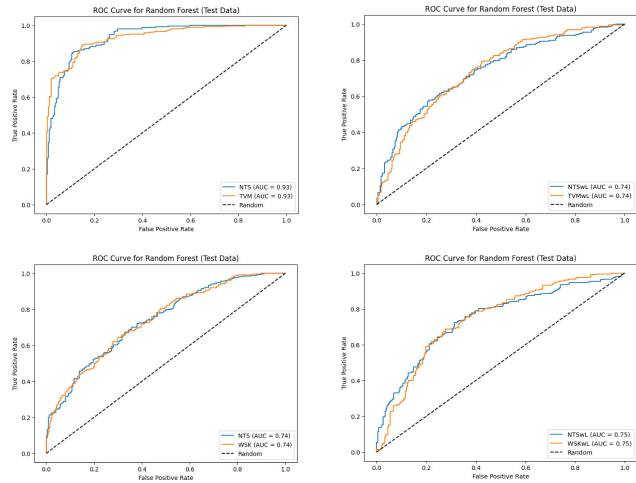 ROC Curve for Random Forest (Test Data)
True Positive Rate
1.0
0.8
0.6
0.4
0.2
0.0
NTS (AUC = 0.93)
TVM (AUC = 0.93)
Random
0.0 0.2 0.4 0.6 0.8 1.0
False Positive Rate
ROC Curve for Random Forest (Test Data)
True Positive Rate
1.0
0.8
0.6
0.4
0.2
0.0
NTSwL (AUC = 0.74)
TVMwL (AUC = 0.74)
Random
0.0 0.2 0.4 0.6 0.8 1.0
False Positive Rate
ROC Curve for Random Forest (Test Data)
True Positive Rate
1.0
0.8
0.6
0.4
0.2
0.0
NTS (AUC = 0.74)
WSK (AUC = 0.74)
Random
0.0 0.2 0.4 0.6 0.8 1.0
False Positive Rate
ROC Curve for Random Forest (Test Data)
True Positive Rate
1.0
0.8
0.6
0.4
0.2
0.0
NTSwL (AUC = 0.75)
WSKwL (AUC = 0.75)
Random
0.0 0.2 0.4 0.6 0.8 1.0
False Positive Rate